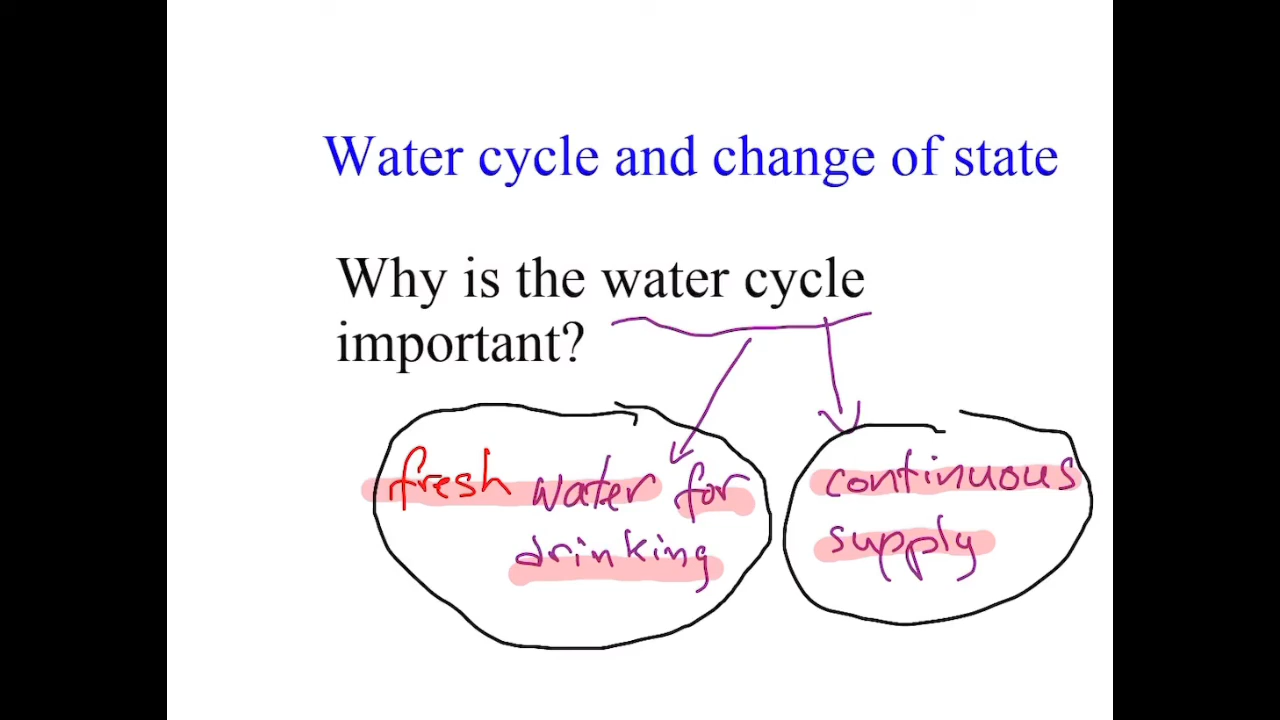 Water cycle and change of state
Why is the water cycle
important?
fresh water for
drinking
continuous
supply